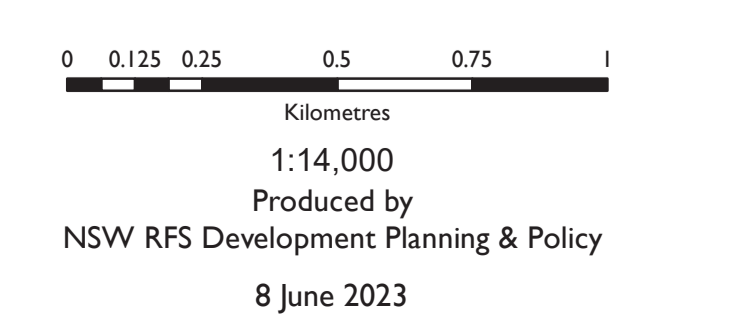 0 0.125 0.25 0.5 0.75 1
Kilometres
1:14,000
Produced by
NSW RFS Development Planning & Policy
8 June 2023